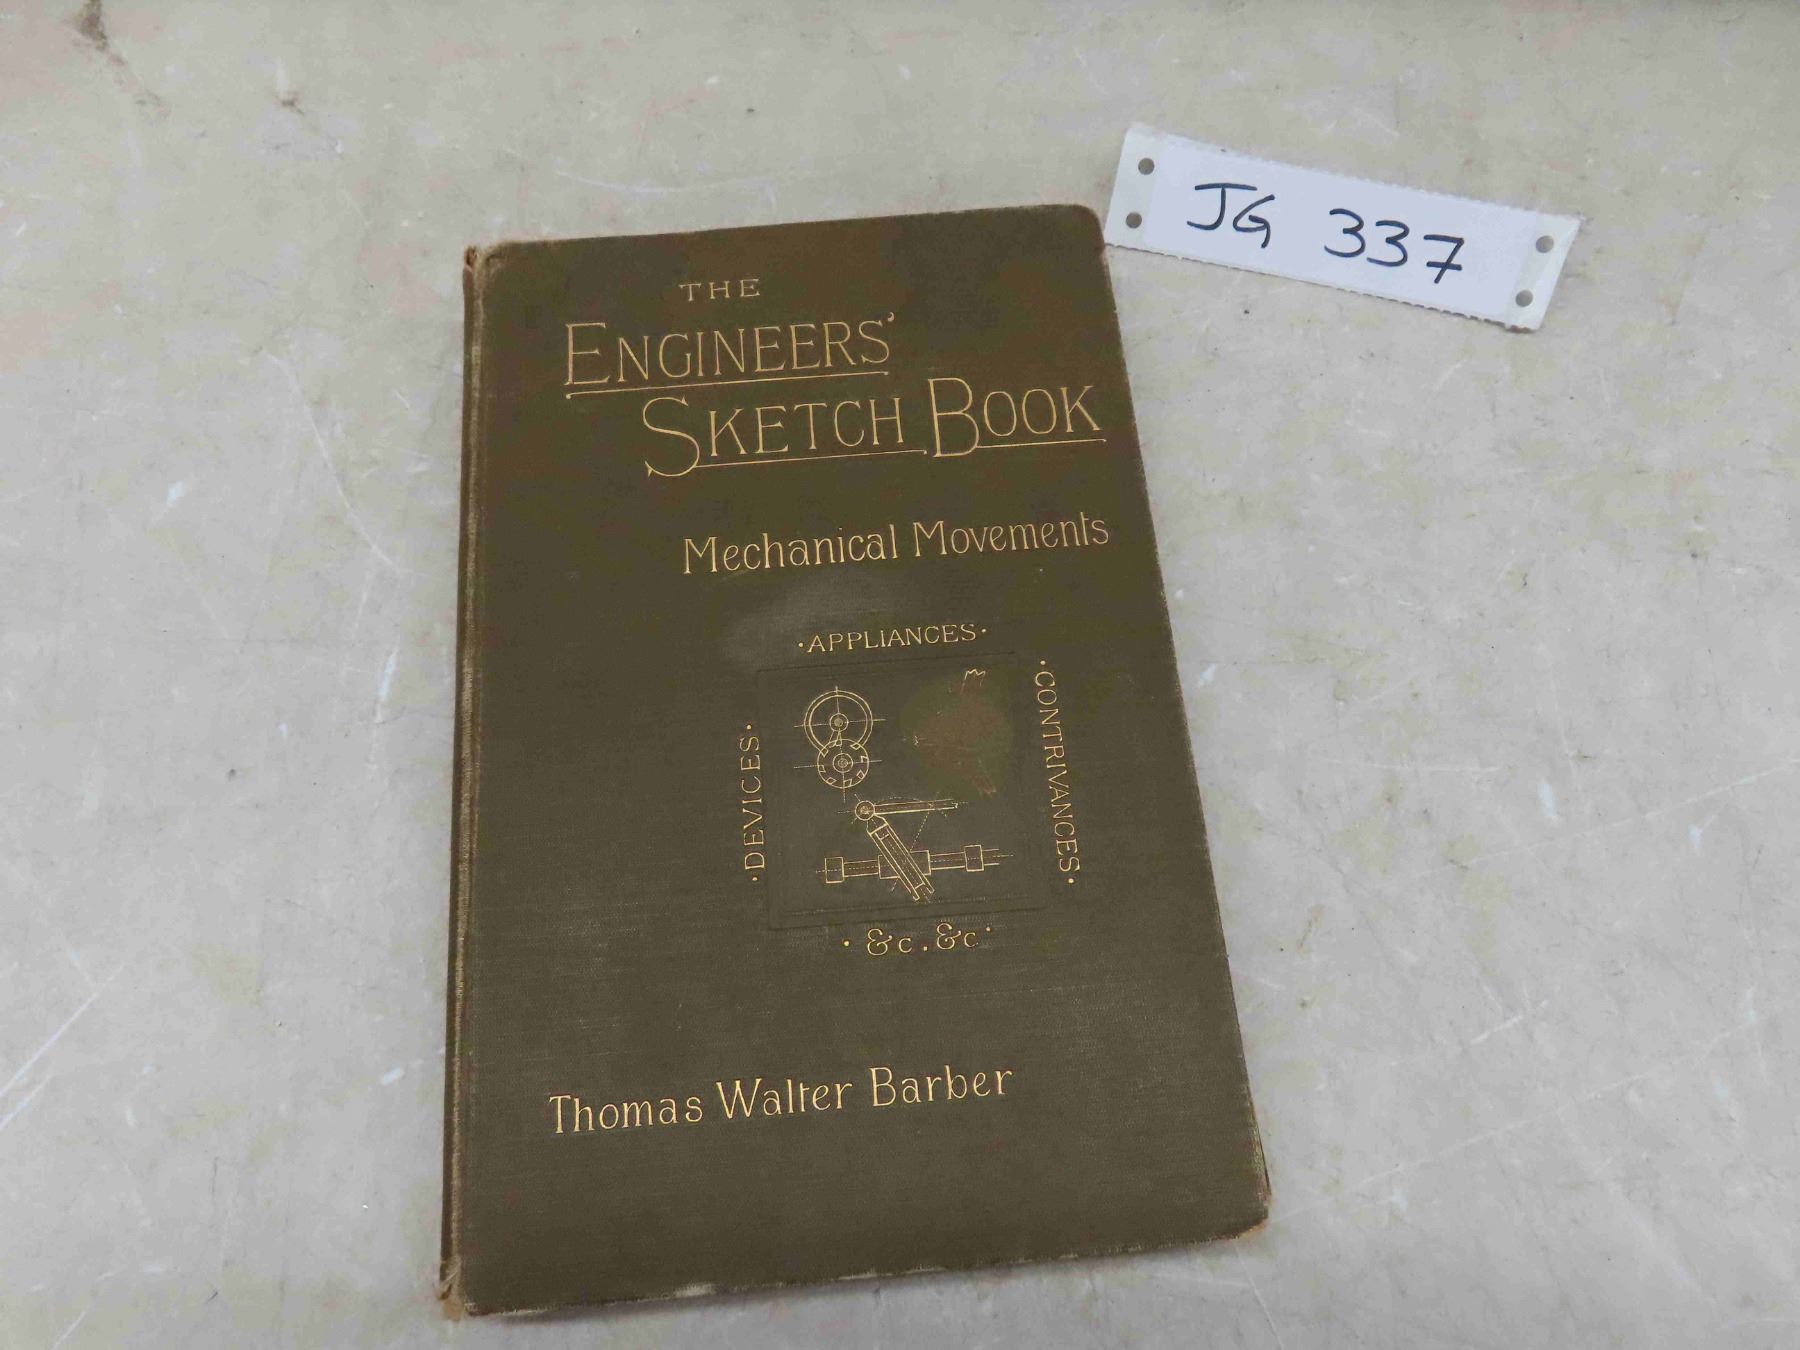 THE
ENGINEERS'
SKETCH BOOK
Mechanical Movements
·APPLIANCES·
·DEVICES·
·CONTRIVANCES·
· &c . &c ·
Thomas Walter Barber
JG 337